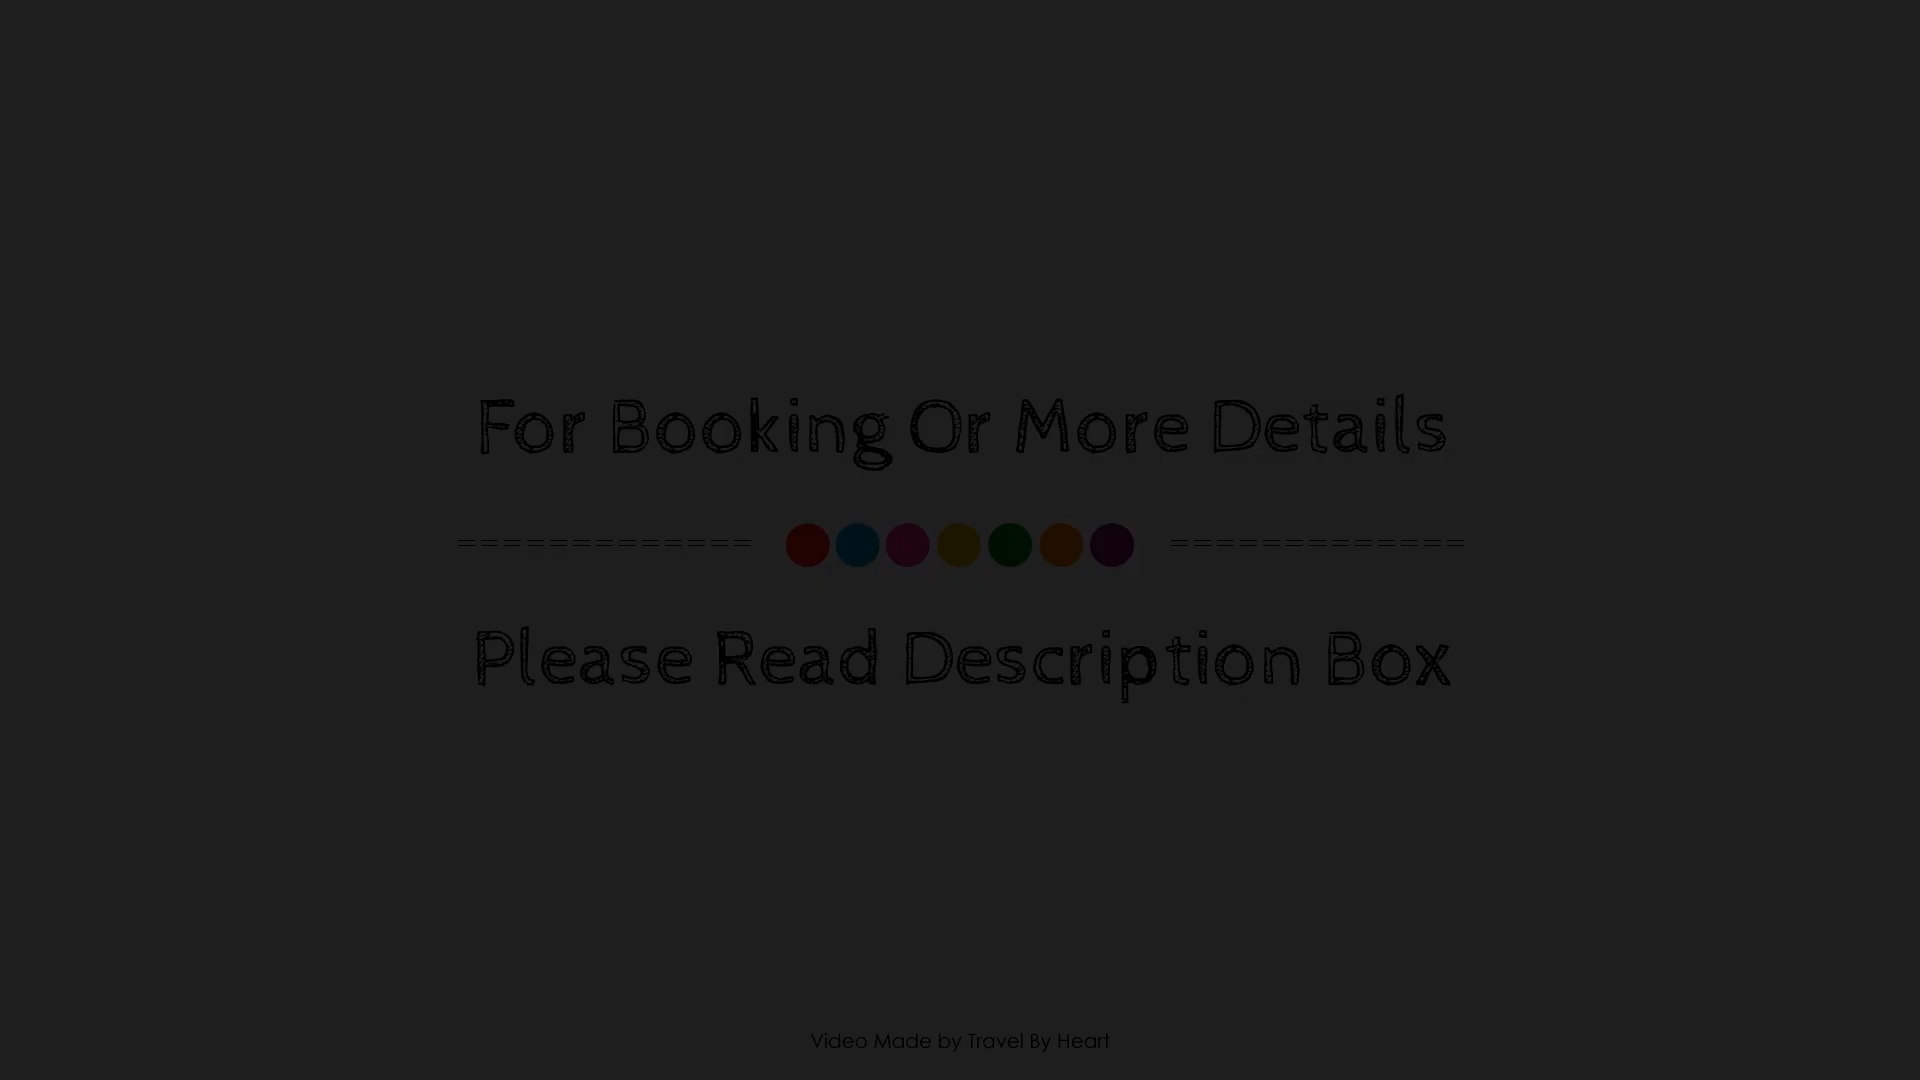 For Booking Or More Details
============= =============
Please Read Description Box
Video Made by Travel By Heart